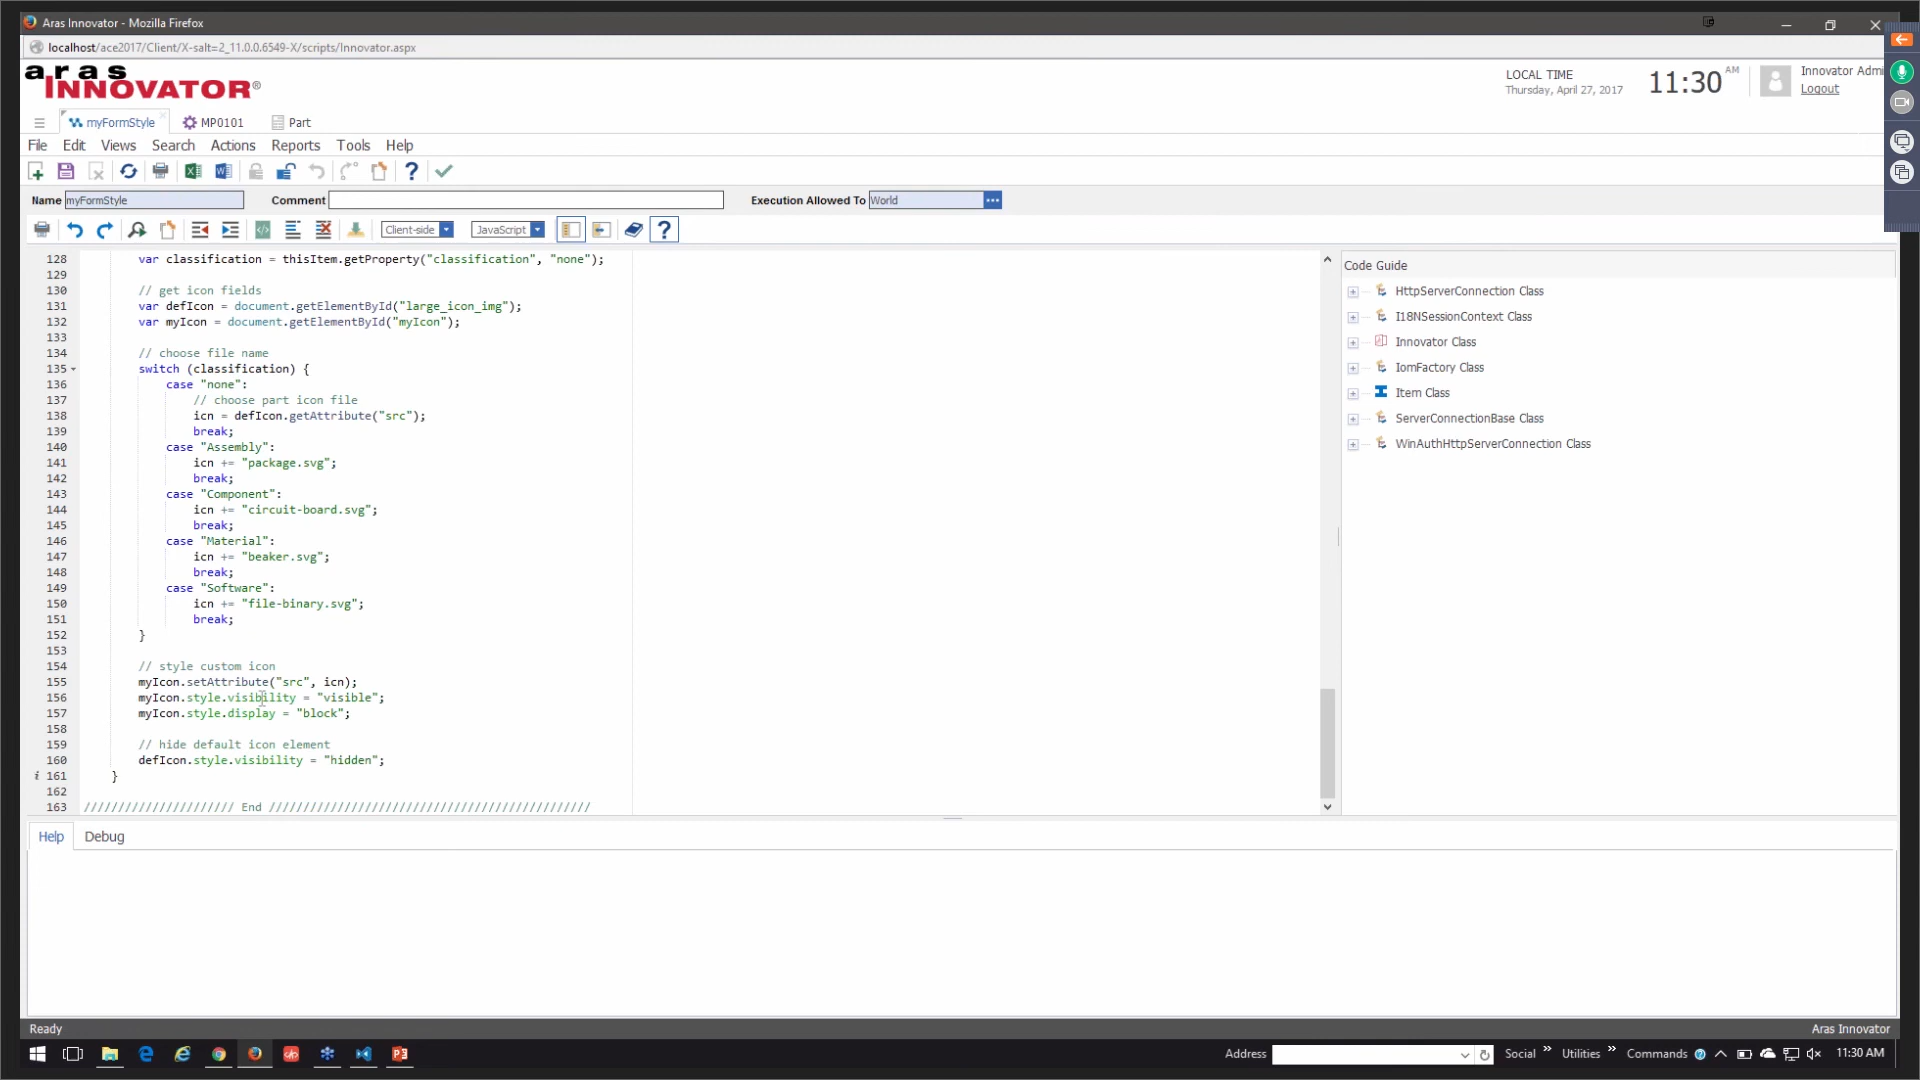 Aras Innovator - Mozilla Firefox
localhost/ace2017/Client/X-salt=2_11.0.0.6549-X/scripts/Innovator.aspx
aras
INNOVATOR®
LOCAL TIME
Thursday, April 27, 2017
11:30 AM
Innovator Admi
Logout
myFormStyle
MP0101
Part
File Edit Views Search Actions Reports Tools Help
Name myFormStyle
Comment
Execution Allowed To World
Client-side
JavaScript
128 var classification = thisItem.getProperty("classification", "none");
129
130 // get icon fields
131 var defIcon = document.getElementById("large_icon_img");
132 var myIcon = document.getElementById("myIcon");
133
134 // choose file name
135 switch (classification) {
136 case "none":
137 // choose part icon file
138 icn = defIcon.getAttribute("src");
139 break;
140 case "Assembly":
141 icn += "package.svg";
142 break;
143 case "Component":
144 icn += "circuit-board.svg";
145 break;
146 case "Material":
147 icn += "beaker.svg";
148 break;
149 case "Software":
150 icn += "file-binary.svg";
151 break;
152 }
153
154 // style custom icon
155 myIcon.setAttribute("src", icn);
156 myIcon.style.visibility = "visible";
157 myIcon.style.display = "block";
158
159 // hide default icon element
160 defIcon.style.visibility = "hidden";
i 161 }
162
163 ////////////////////// End ///////////////////////////////////////////////
Code Guide
HttpServerConnection Class
I18NSessionContext Class
Innovator Class
IomFactory Class
Item Class
ServerConnectionBase Class
WinAuthHttpServerConnection Class
Help
Debug
Ready
Aras Innovator
Address
Social »
Utilities »
Commands
11:30 AM